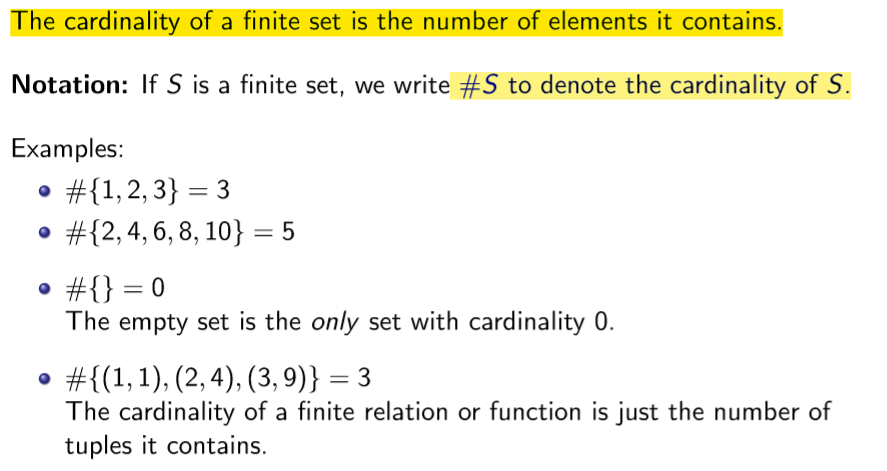 The cardinality of a finite set is the number of elements it contains.
Notation: If S is a finite set, we write #S to denote the cardinality of S.
Examples:
#{1, 2, 3} = 3
#{2, 4, 6, 8, 10} = 5
#{} = 0
The empty set is the only set with cardinality 0.
#{(1, 1), (2, 4), (3, 9)} = 3
The cardinality of a finite relation or function is just the number of
tuples it contains.